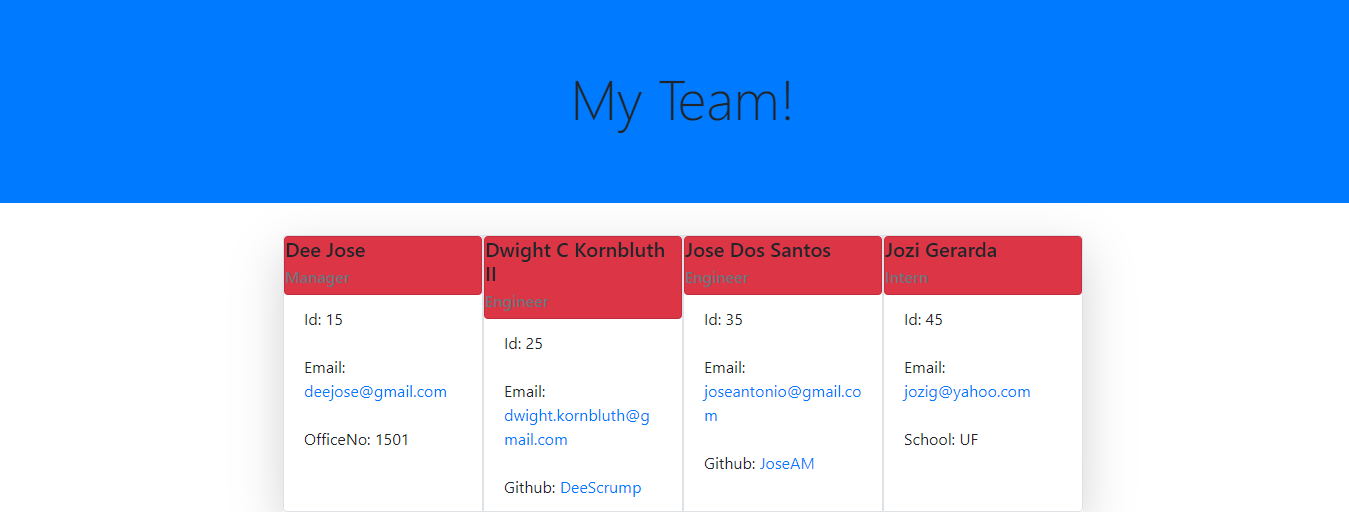 My Team!
Dee Jose
Manager
Id: 15
Email:
deejose@gmail.com
OfficeNo: 1501
Dwight C Kornbluth
II
Engineer
Id: 25
Email:
dwight.kornbluth@g
mail.com
Github: DeeScrump
Jose Dos Santos
Engineer
Id: 35
Email:
joseantonio@gmail.co
m
Github: JoseAM
Jozi Gerarda
Intern
Id: 45
Email:
jozig@yahoo.com
School: UF